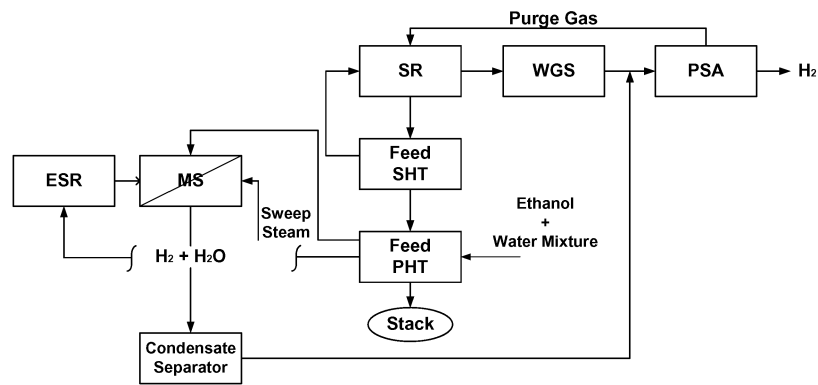 Purge Gas
SR
WGS
PSA
H₂
Feed
SHT
ESR
MS
Sweep
Steam
Ethanol
+
Water Mixture
Feed
PHT
H₂ + H₂O
Stack
Condensate
Separator